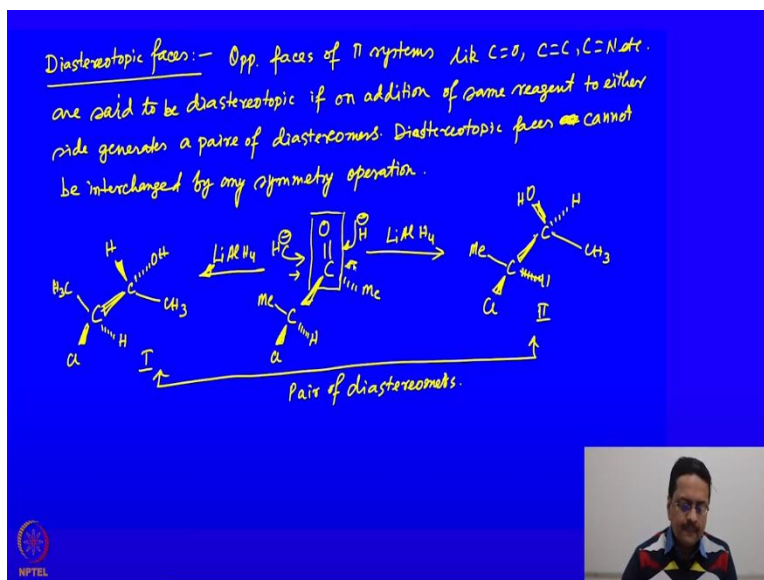 Diastereotopic faces:- Opp. faces of π systems lik C=O, C=C, C=N etc.
are said to be diastereotopic if on addition of same reagent to either
side generates a paire of diastereomers. Diastereotopic faces cannot
be interchanged by any symmetry operation.
H OH H₃C C C CH₃ H Cl I
LiAlH₄
H⊖ O C Me Me C H Cl
H⊖
LiAlH₄
HO H C CH₃ Me C H Cl II
Pair of diastereomers.
NPTEL